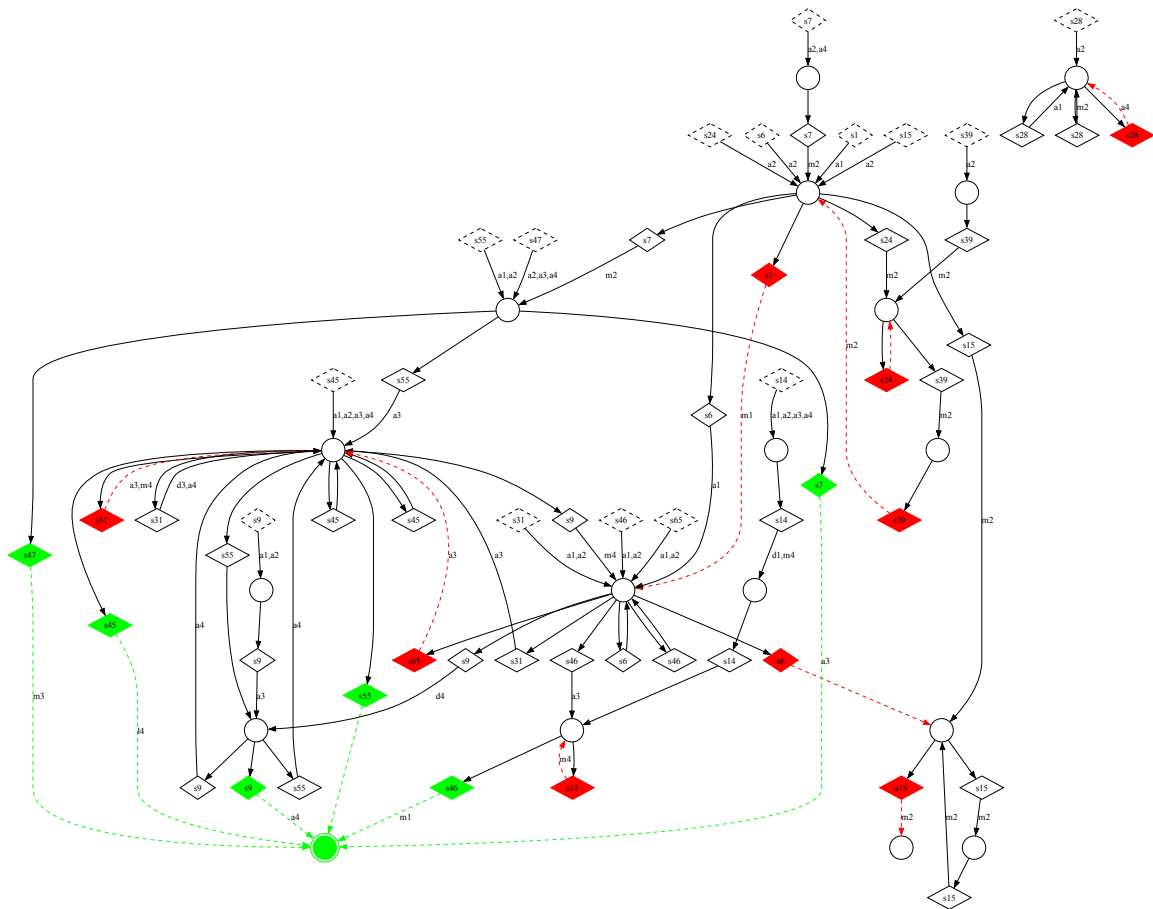 s7
s28
a2,a4
a2
s24
s6
s7
s1
s15
s39
s28
a1
m2
s28
a4
s28
a2
a2
m2
a1
a2
a2
s55
s47
s7
s24
s39
a1,a2
a2,a3,a4
m2
s1
m2
m2
s15
s45
s55
s14
m2
s24
s39
a1,a2,a3,a4
a3
s6
a1,a2,a3,a4
m1
m2
a3,m4
d3,a4
a1
s7
s31
s31
s45
s45
s9
s9
s31
s46
s65
s14
s39
m2
s47
s55
a1,a2
a3
a3
m4
a1,a2
a1,a2
a1,a2
d1,m4
s45
a4
a4
s9
s65
s9
s31
s46
s6
s46
s14
s6
a3
m3
s55
a3
d4
a3
m4
s9
s9
s55
s46
s14
s15
s15
a4
m1
m2
m2
m2
s15